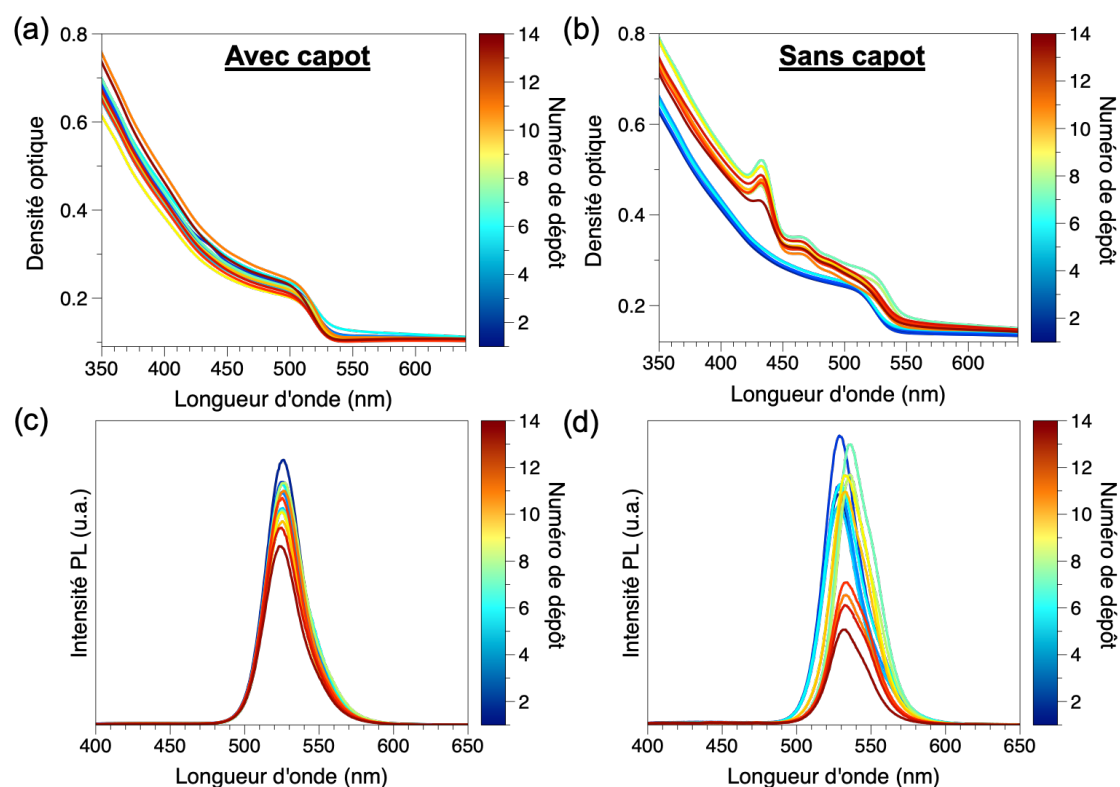 (a)
Avec capot
Densité optique
0.8
0.6
0.4
0.2
350 400 450 500 550 600
Longueur d'onde (nm)
14
12
10
8
6
4
2
Numéro de dépôt
(b)
Sans capot
Densité optique
0.8
0.6
0.4
0.2
350 400 450 500 550 600
Longueur d'onde (nm)
14
12
10
8
6
4
2
Numéro de dépôt
(c)
Intensité PL (u.a.)
400 450 500 550 600 650
Longueur d'onde (nm)
14
12
10
8
6
4
2
Numéro de dépôt
(d)
Intensité PL (u.a.)
400 450 500 550 600 650
Longueur d'onde (nm)
14
12
10
8
6
4
2
Numéro de dépôt